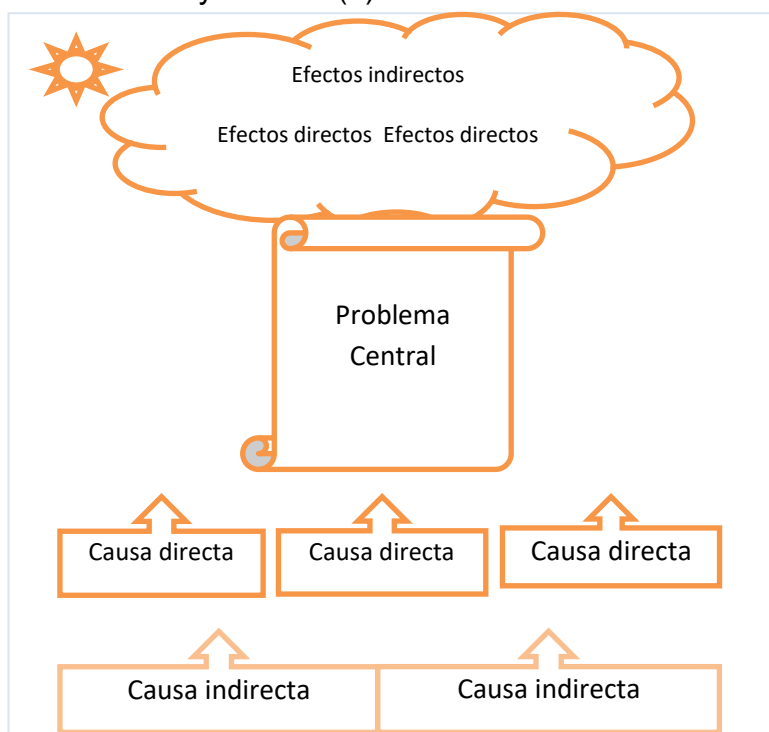 Efectos indirectos
Efectos directos Efectos directos
Problema
Central
Causa directa Causa directa Causa directa
Causa indirecta Causa indirecta